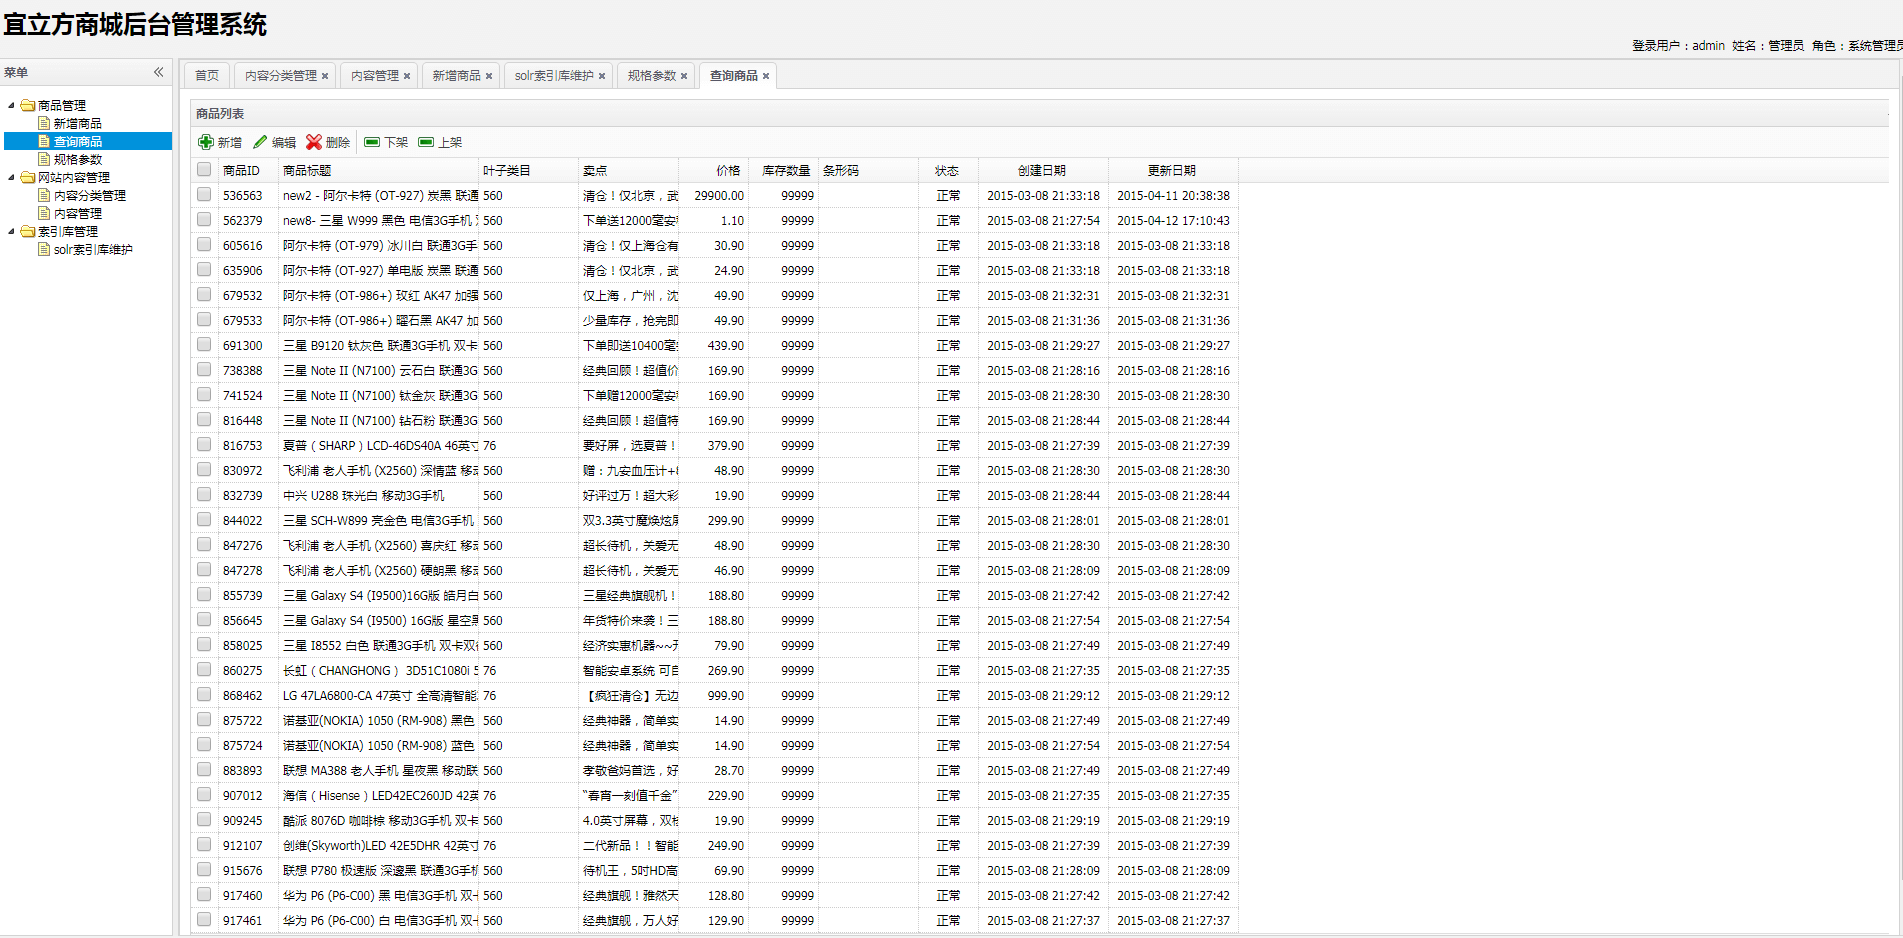 宜立方商城后台管理系统
登录用户：admin 姓名：管理员 角色：系统管理员
菜单
商品管理
新增商品
查询商品
规格参数
网站内容管理
内容分类管理
内容管理
索引库管理
solr索引库维护
首页 内容分类管理 内容管理 新增商品 solr索引库维护 规格参数 查询商品
商品列表
新增 编辑 删除 下架 上架
商品ID 商品标题 叶子类目 卖点 价格 库存数量 条形码 状态 创建日期 更新日期
536563 new2 - 阿尔卡特 (OT-927) 炭黑 联通 560 清仓！仅北京，武 29900.00 99999 正常 2015-03-08 21:33:18 2015-04-11 20:38:38
562379 new8- 三星 W999 黑色 电信3G手机 560 下单送12000毫安 1.10 99999 正常 2015-03-08 21:27:54 2015-04-12 17:10:43
605616 阿尔卡特 (OT-979) 冰川白 联通3G手 560 清仓！仅上海仓有 30.90 99999 正常 2015-03-08 21:33:18 2015-03-08 21:33:18
635906 阿尔卡特 (OT-927) 单电版 炭黑 联通 560 清仓！仅北京，武 24.90 99999 正常 2015-03-08 21:33:18 2015-03-08 21:33:18
679532 阿尔卡特 (OT-986+) 玫红 AK47 加强 560 仅上海，广州，沈 49.90 99999 正常 2015-03-08 21:32:31 2015-03-08 21:32:31
679533 阿尔卡特 (OT-986+) 曜石黑 AK47 加 560 少量库存，抢完即 49.90 99999 正常 2015-03-08 21:31:36 2015-03-08 21:31:36
691300 三星 B9120 钛灰色 联通3G手机 双卡 560 下单即送10400毫 439.90 99999 正常 2015-03-08 21:29:27 2015-03-08 21:29:27
738388 三星 Note II (N7100) 云石白 联通3G 560 经典回顾！超值价 169.90 99999 正常 2015-03-08 21:28:16 2015-03-08 21:28:16
741524 三星 Note II (N7100) 钛金灰 联通3G 560 下单赠12000毫安 169.90 99999 正常 2015-03-08 21:28:30 2015-03-08 21:28:30
816448 三星 Note II (N7100) 钻石粉 联通3G 560 经典回顾！超值特 169.90 99999 正常 2015-03-08 21:28:44 2015-03-08 21:28:44
816753 夏普（SHARP）LCD-46DS40A 46英寸 76 要好屏，选夏普！ 379.90 99999 正常 2015-03-08 21:27:39 2015-03-08 21:27:39
830972 飞利浦 老人手机 (X2560) 深情蓝 移 560 赠：九安血压计+ 48.90 99999 正常 2015-03-08 21:28:30 2015-03-08 21:28:30
832739 中兴 U288 珠光白 移动3G手机 560 好评过万！超大彩 19.90 99999 正常 2015-03-08 21:28:44 2015-03-08 21:28:44
844022 三星 SCH-W899 亮金色 电信3G手机 560 双3.3英寸魔焕炫 299.90 99999 正常 2015-03-08 21:28:01 2015-03-08 21:28:01
847276 飞利浦 老人手机 (X2560) 喜庆红 移 560 超长待机，关爱无 48.90 99999 正常 2015-03-08 21:28:30 2015-03-08 21:28:30
847278 飞利浦 老人手机 (X2560) 硬朗黑 移 560 超长待机，关爱无 46.90 99999 正常 2015-03-08 21:28:09 2015-03-08 21:28:09
855739 三星 Galaxy S4 (I9500)16G版 皓月白 560 三星经典旗舰机！ 188.80 99999 正常 2015-03-08 21:27:42 2015-03-08 21:27:42
856645 三星 Galaxy S4 (I9500) 16G版 星空 560 年货特价来袭！三 188.80 99999 正常 2015-03-08 21:27:54 2015-03-08 21:27:54
858025 三星 I8552 白色 联通3G手机 双卡双 560 经济实惠机器~~ 79.90 99999 正常 2015-03-08 21:27:49 2015-03-08 21:27:49
860275 长虹（CHANGHONG） 3D51C1080i 76 智能安卓系统 可 269.90 99999 正常 2015-03-08 21:27:35 2015-03-08 21:27:35
868462 LG 47LA6800-CA 47英寸 全高清智能 76 【疯狂清仓】无边 999.90 99999 正常 2015-03-08 21:29:12 2015-03-08 21:29:12
875722 诺基亚(NOKIA) 1050 (RM-908) 黑色 560 经典神器，简单实 14.90 99999 正常 2015-03-08 21:27:49 2015-03-08 21:27:49
875724 诺基亚(NOKIA) 1050 (RM-908) 蓝色 560 经典神器，简单实 14.90 99999 正常 2015-03-08 21:27:54 2015-03-08 21:27:54
883893 联想 MA388 老人手机 星夜黑 移动联 560 孝敬爸妈首选，好 28.70 99999 正常 2015-03-08 21:27:49 2015-03-08 21:27:49
907012 海信（Hisense）LED42EC260JD 42英 76 “春宵一刻值千金” 229.90 99999 正常 2015-03-08 21:27:35 2015-03-08 21:27:35
909245 酷派 8076D 咖啡棕 移动3G手机 双卡 560 4.0英寸屏幕，双 19.90 99999 正常 2015-03-08 21:29:19 2015-03-08 21:29:19
912107 创维(Skyworth)LED 42E5DHR 42英寸 76 二代新品！！智能 249.90 99999 正常 2015-03-08 21:27:39 2015-03-08 21:27:39
915676 联想 P780 极速版 深邃黑 联通3G手机 560 待机王，5吋HD高 69.90 99999 正常 2015-03-08 21:28:09 2015-03-08 21:28:09
917460 华为 P6 (P6-C00) 黑 电信3G手机 双卡 560 经典旗舰！雅然天 128.80 99999 正常 2015-03-08 21:27:42 2015-03-08 21:27:42
917461 华为 P6 (P6-C00) 白 电信3G手机 双卡 560 经典旗舰，万人好 129.90 99999 正常 2015-03-08 21:27:37 2015-03-08 21:27:37